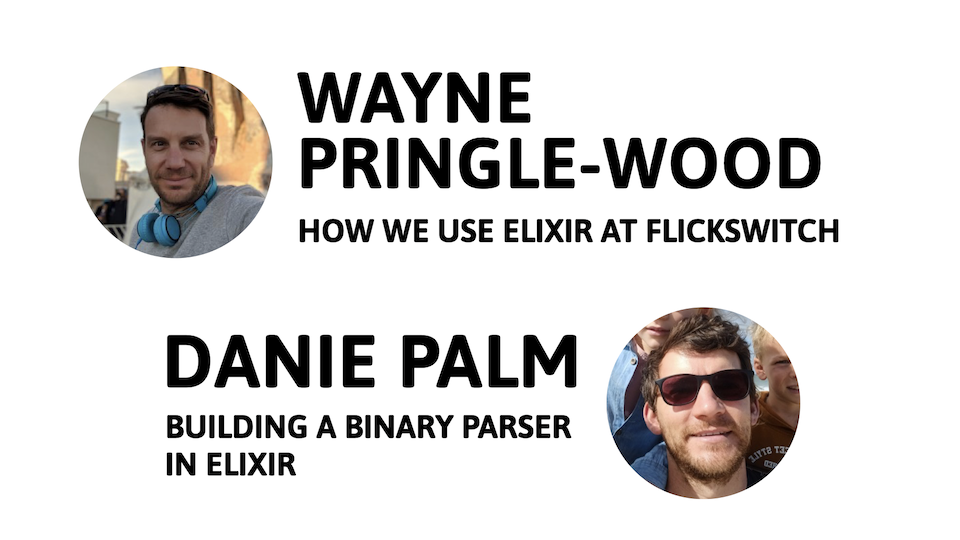 WAYNE
PRINGLE-WOOD
HOW WE USE ELIXIR AT FLICKSWITCH
DANIE PALM
BUILDING A BINARY PARSER
IN ELIXIR